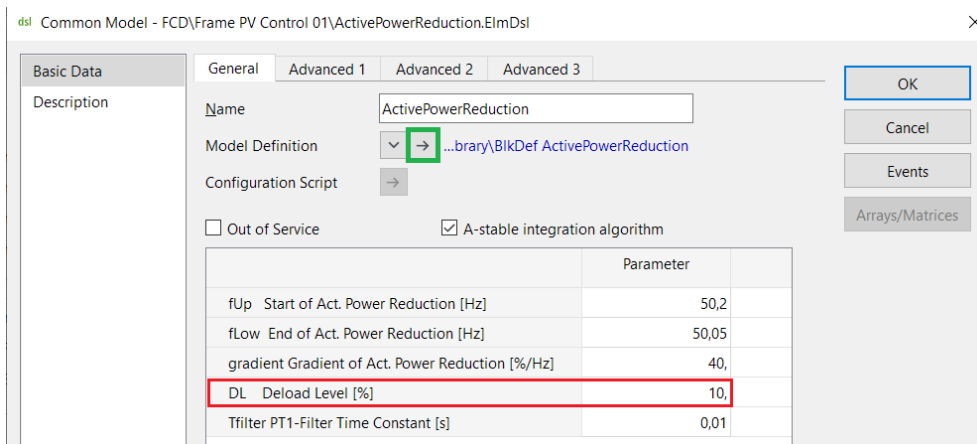 dsl Common Model - FCD\Frame PV Control 01\ActivePowerReduction.ElmDsl
Basic Data
Description
General Advanced 1 Advanced 2 Advanced 3
Name ActivePowerReduction
Model Definition ...brary\BlkDef ActivePowerReduction
Configuration Script
Out of Service A-stable integration algorithm
Parameter
fUp Start of Act. Power Reduction [Hz] 50,2
fLow End of Act. Power Reduction [Hz] 50,05
gradient Gradient of Act. Power Reduction [%/Hz] 40,
DL Deload Level [%] 10,
Tfilter PT1-Filter Time Constant [s] 0,01
OK
Cancel
Events
Arrays/Matrices